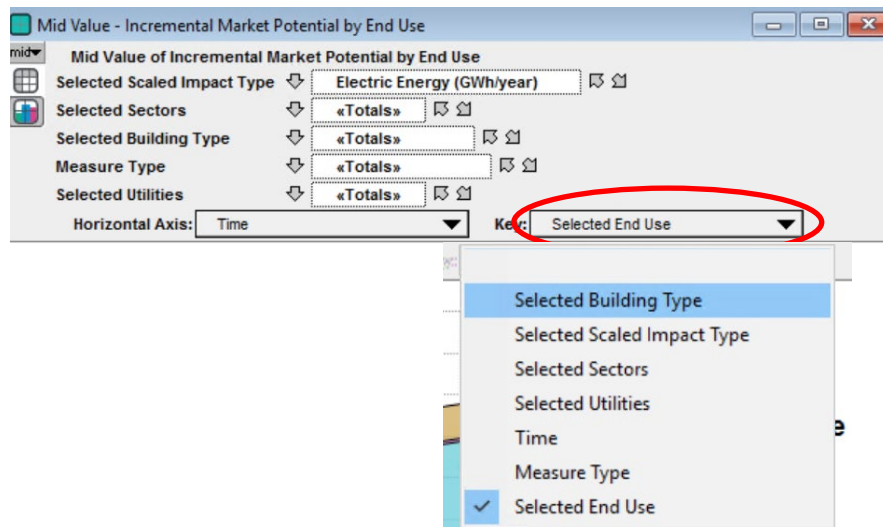 Mid Value - Incremental Market Potential by End Use
mid
Mid Value of Incremental Market Potential by End Use
Selected Scaled Impact Type Electric Energy (GWh/year)
Selected Sectors «Totals»
Selected Building Type «Totals»
Measure Type «Totals»
Selected Utilities «Totals»
Horizontal Axis: Time Key: Selected End Use
Selected Building Type
Selected Scaled Impact Type
Selected Sectors
Selected Utilities
Time e
Measure Type
Selected End Use